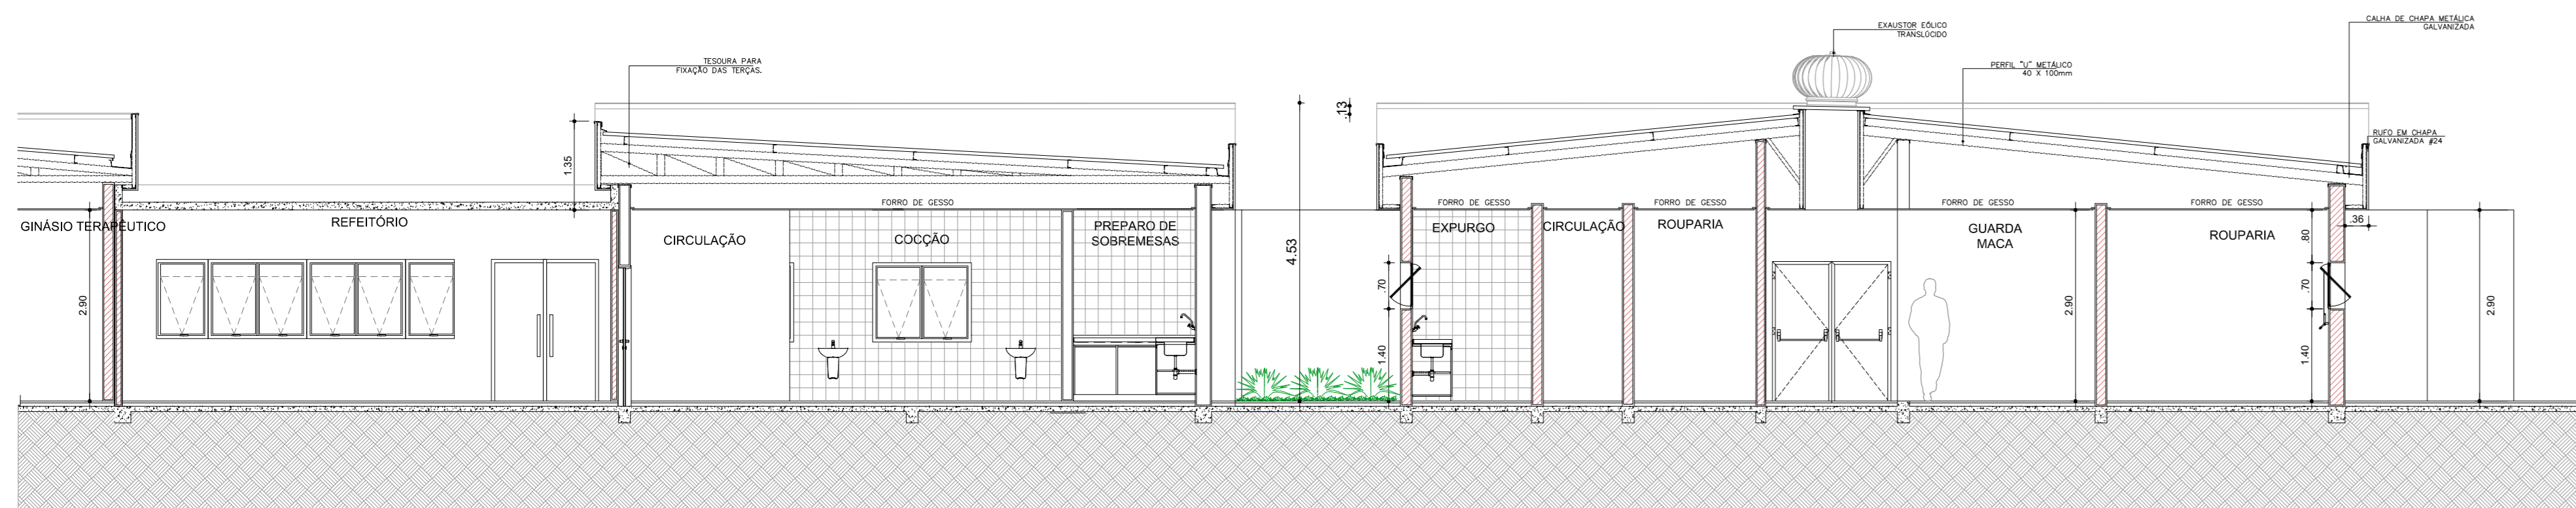 EXAUSTOR EÓLICO
TRANSLÚCIDO
CALHA DE CHAPA METÁLICA
GALVANIZADA
TESOURA PARA
FIXAÇÃO DAS TERÇAS.
PERFIL "U" METÁLICO
40 X 100mm
.13
RUFO EM CHAPA
GALVANIZADA #24
1.35
FORRO DE GESSO
FORRO DE GESSO
FORRO DE GESSO
FORRO DE GESSO
FORRO DE GESSO
GINÁSIO TERAPÊUTICO
REFEITÓRIO
CIRCULAÇÃO
COCÇÃO
PREPARO DE
SOBREMESAS
EXPURGO
CIRCULAÇÃO
ROUPARIA
GUARDA
MACA
ROUPARIA
.36
.80
4.53
2.90
.70
1.40
2.90
.70
1.40
2.90